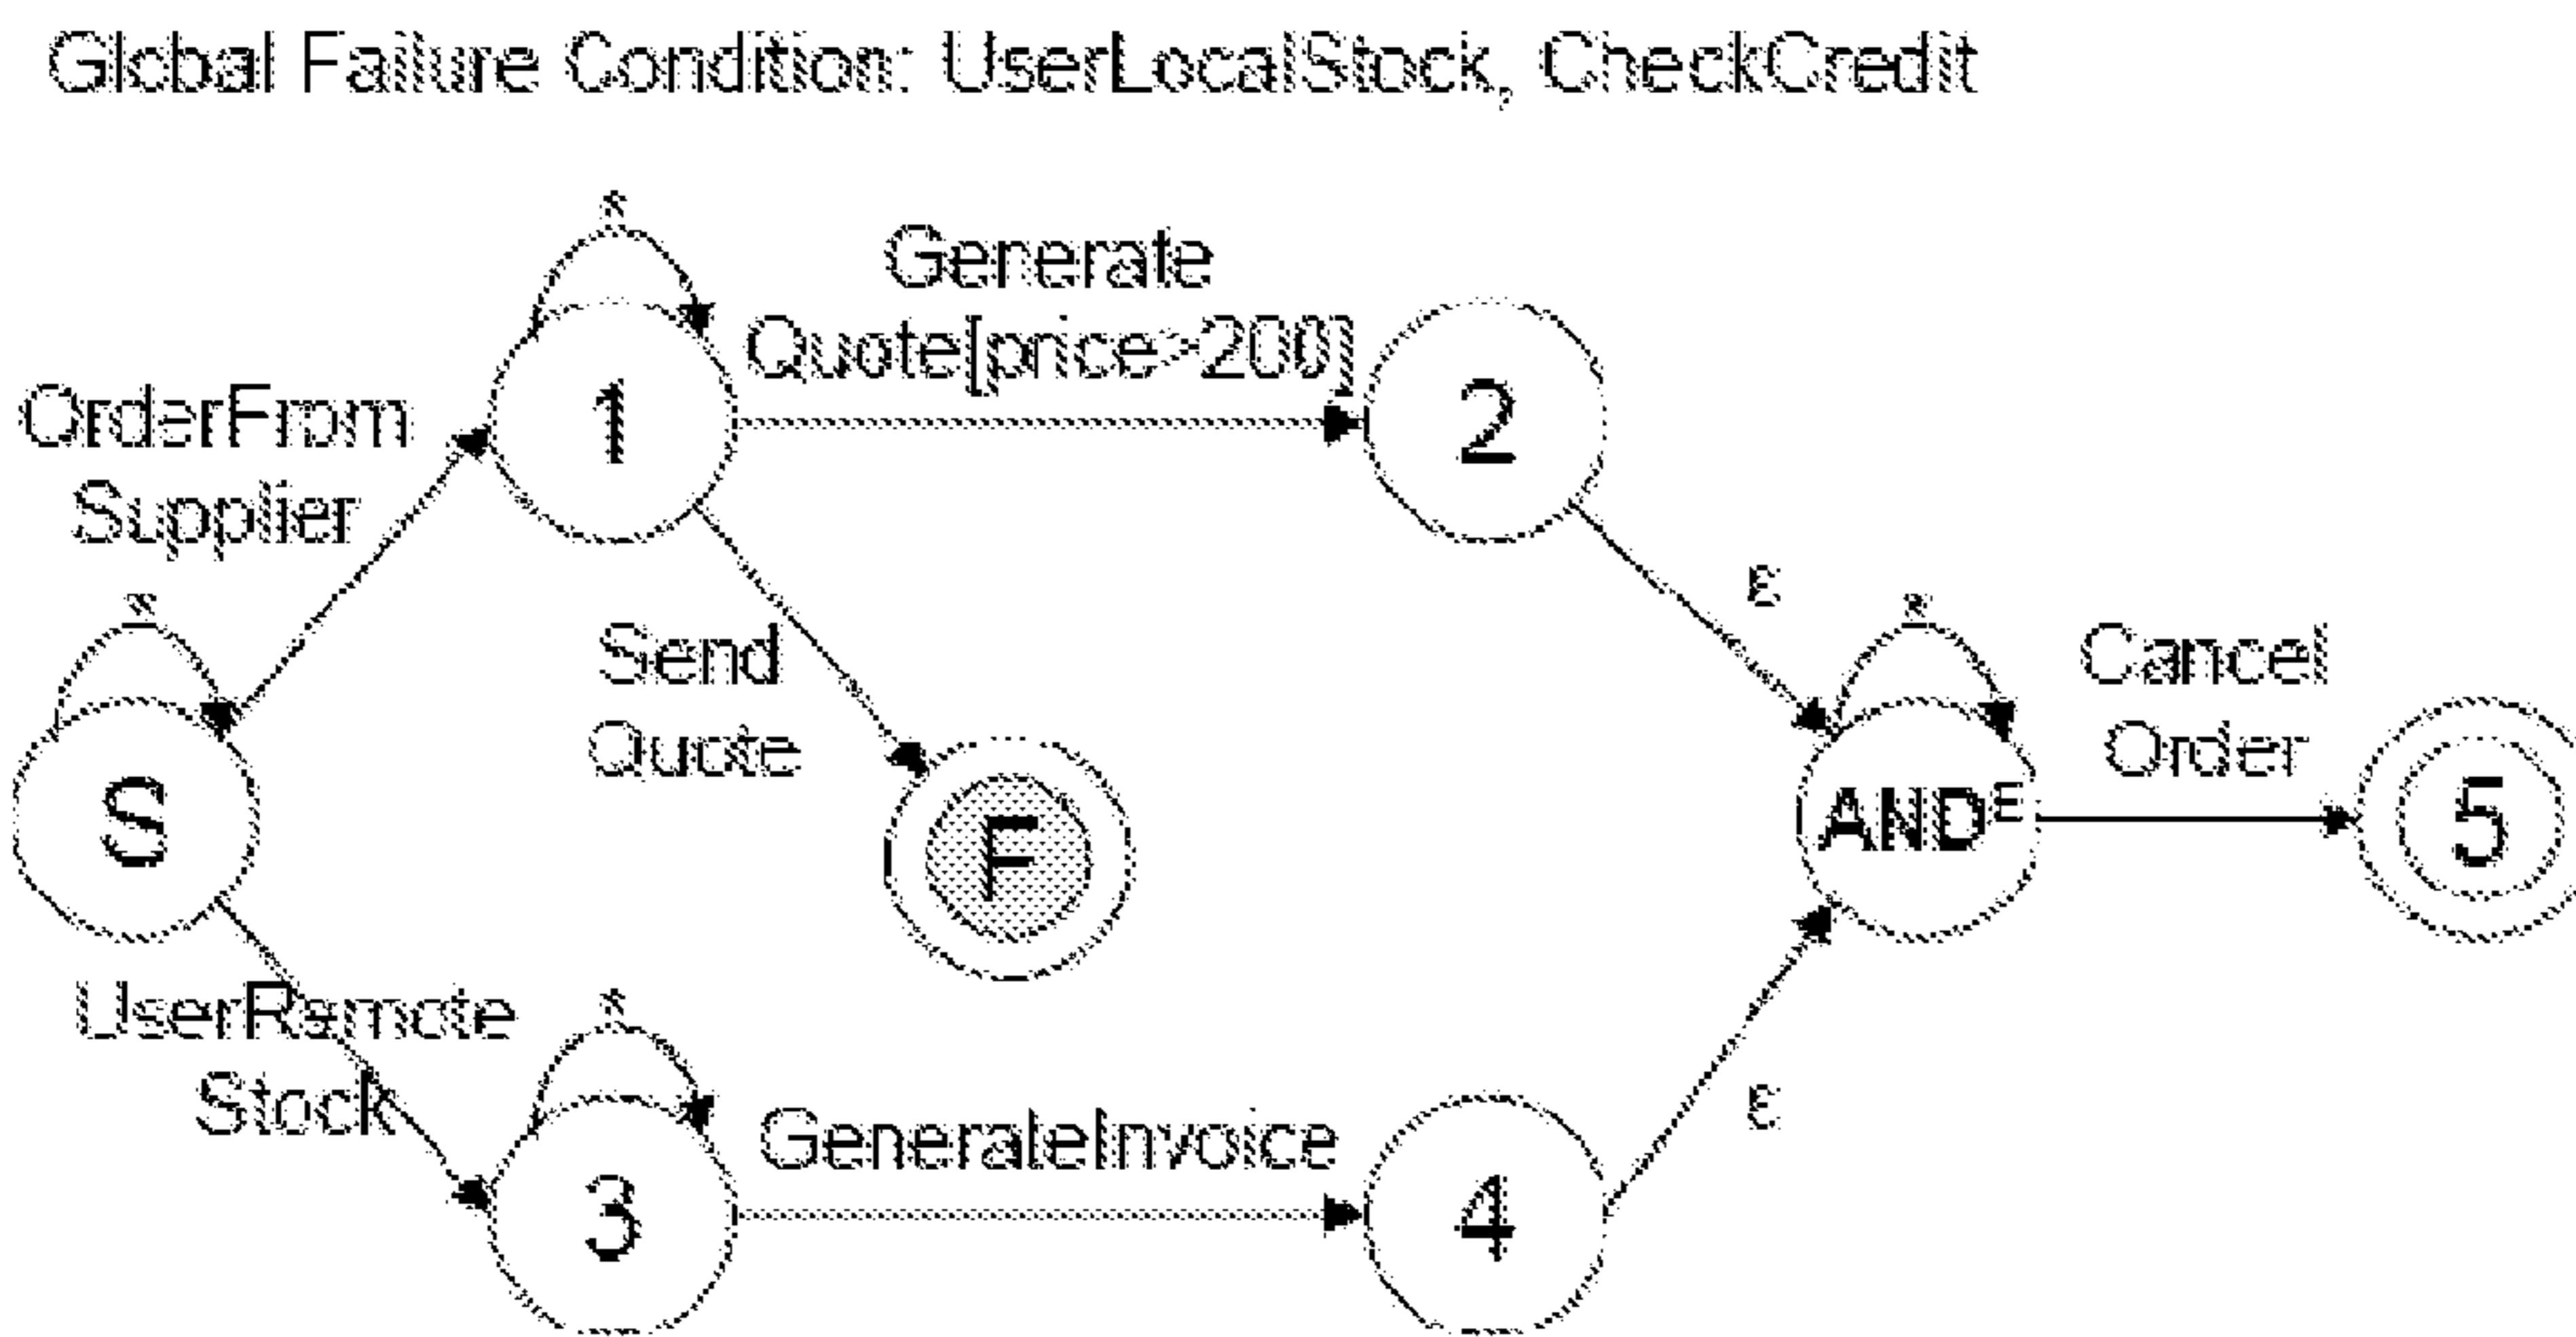 Global Failure Condition: UserLocalStock, CheckCredit
*
Generate
Quote[price>200]
OrderFrom
Supplier
1
2
*
ε
*
Send
Quote
Cancel
Order
S
F
AND^E
5
UserRemote
Stock
*
GenerateInvoice
ε
3
4